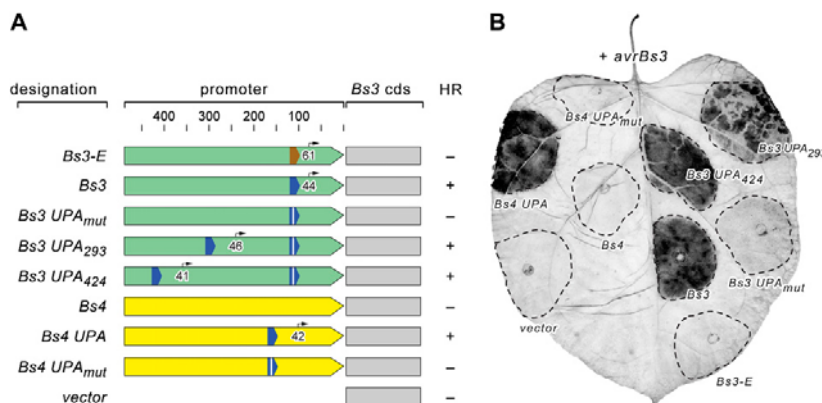 A
designation promoter Bs3 cds HR
400 300 200 100
Bs3-E 61 –
Bs3 44 +
Bs3 UPAmut –
Bs3 UPA293 46 +
Bs3 UPA424 41 +
Bs4 –
Bs4 UPA 42 +
Bs4 UPAmut –
vector –
B
+ avrBs3
Bs4 UPAmut
Bs3 UPA293
Bs3 UPA424
Bs4 UPA
Bs4
Bs3
Bs3 UPAmut
vector
Bs3-E